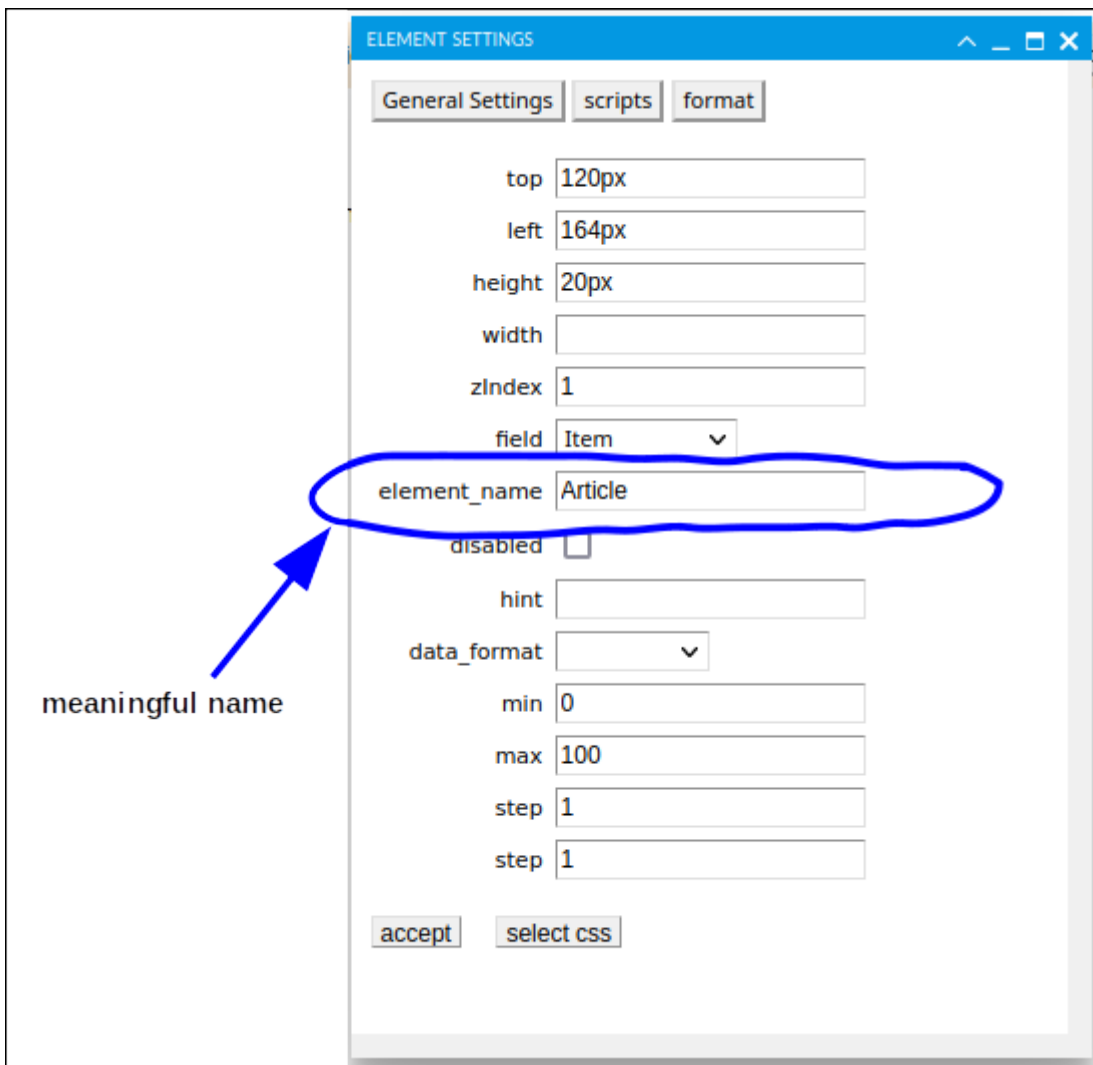 ELEMENT SETTINGS
General Settings scripts format
top 120px
left 164px
height 20px
width
zIndex 1
field Item
element_name Article
disabled
hint
data_format
meaningful name
min 0
max 100
step 1
step 1
accept select css